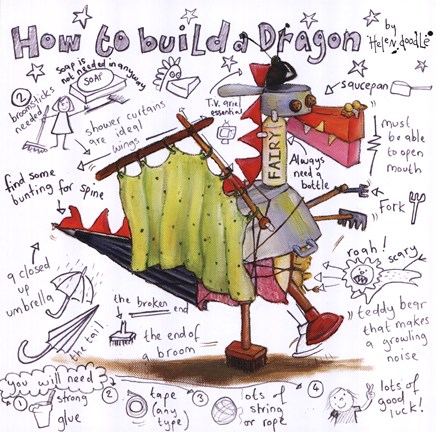 How to build a Dragon
by
Helen doodle
soap is
not needed in anyway
SOAP
2
broomsticks
needed
shower curtains
are ideal
wings
T.V. ariel
essential
saucepan
must
be able
to open
mouth
FAIRY
Always
need a
bottle
find some
bunting for spine
Fork
roah!
scary
a closed
up
umbrella
the tail
the broken end
the end of
a broom
teddy bear
that makes
a growling
noise
you will need
1
strong
glue
2
tape
(any
type)
3
lots of
string
or rope
4
lots of
good
luck!